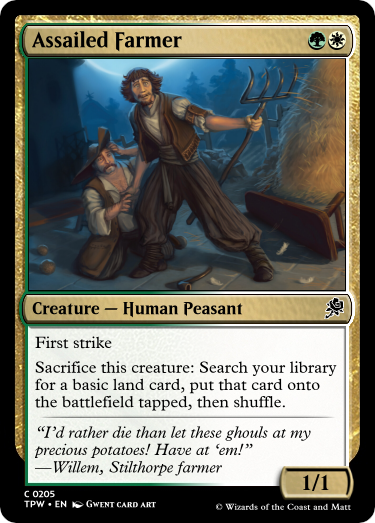 Assailed Farmer
Creature — Human Peasant
First strike
Sacrifice this creature: Search your library
for a basic land card, put that card onto
the battlefield tapped, then shuffle.
“I’d rather die than let these ghouls at my
precious potatoes! Have at ‘em!”
—Willem, Stilthorpe farmer
1/1
C 0205
TPW • EN Gwent card art
© Wizards of the Coast and Matt